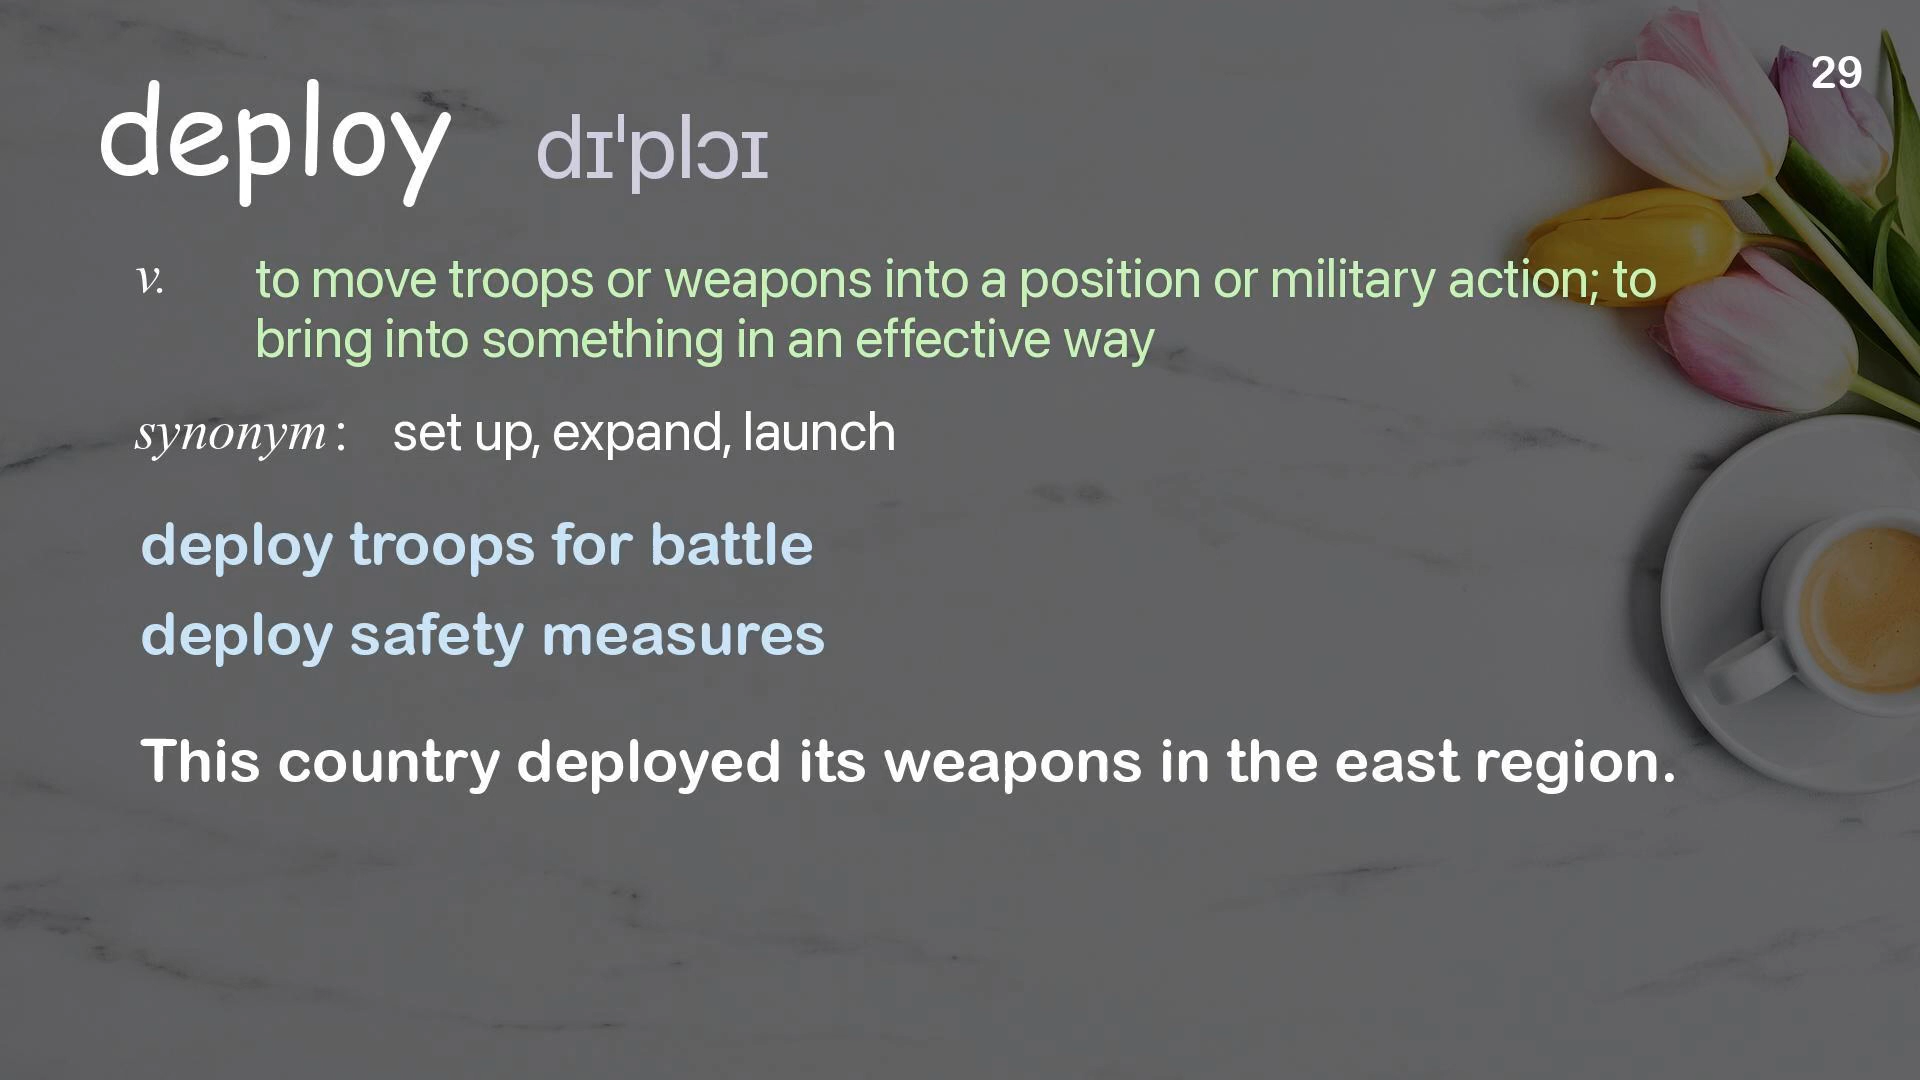 29
deploy dɪˈplɔɪ
v. to move troops or weapons into a position or military action; to
bring into something in an effective way
synonym: set up, expand, launch
deploy troops for battle
deploy safety measures
This country deployed its weapons in the east region.